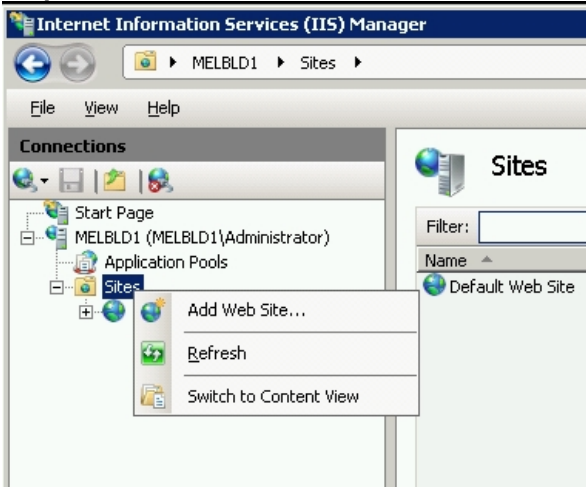 Internet Information Services (IIS) Manager
MELBLD1 Sites
File View Help
Connections
Start Page
MELBLD1 (MELBLD1\Administrator)
Application Pools
Sites
Add Web Site...
Refresh
Switch to Content View
Sites
Filter:
Name
Default Web Site